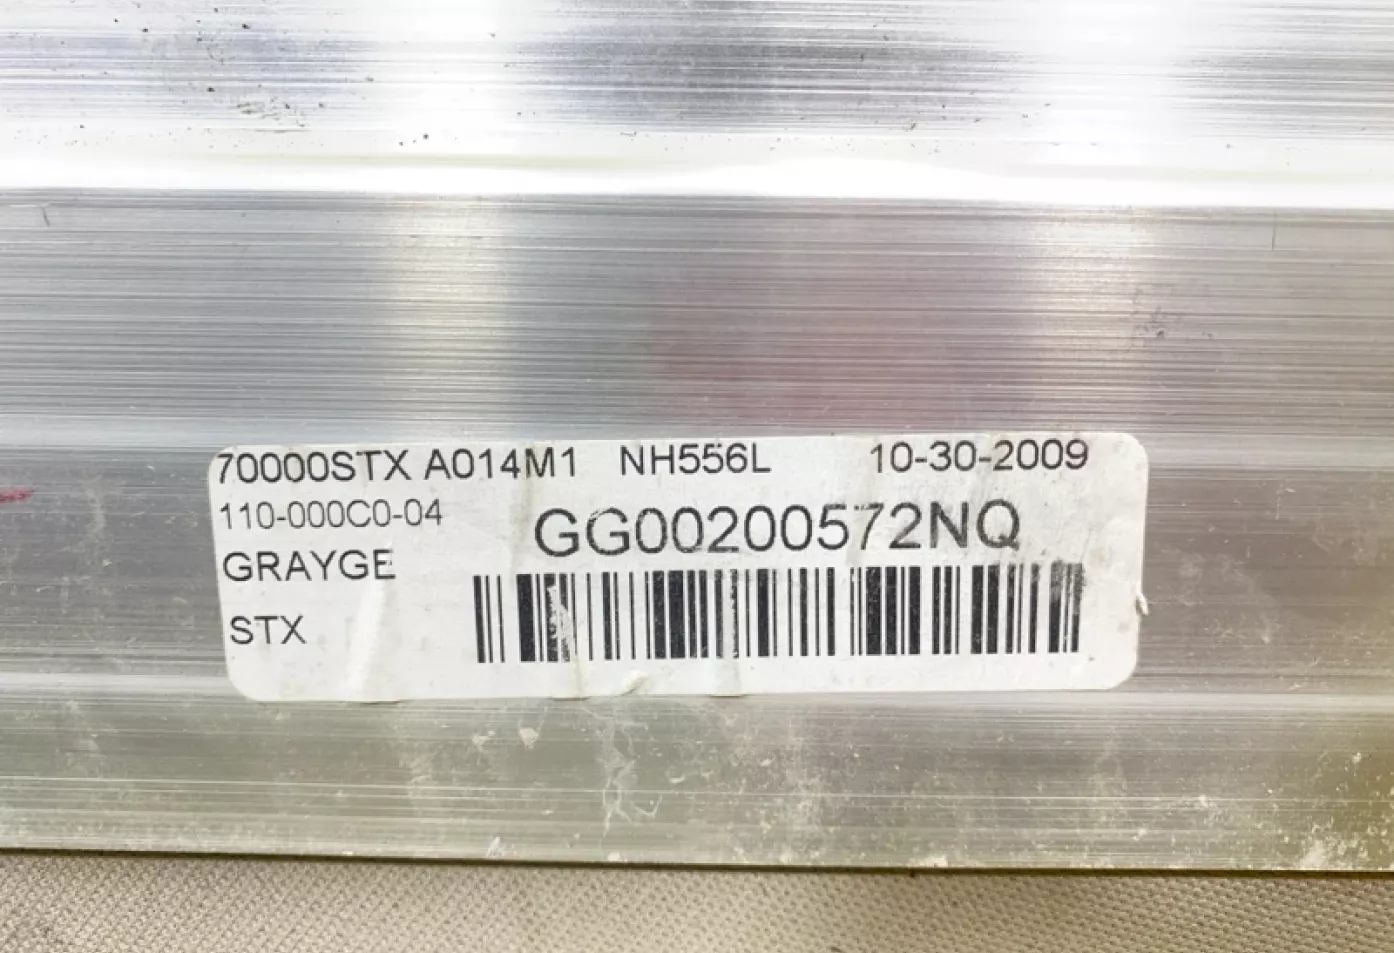 70000STX A014M1 NH556L 10-30-2009
110-000C0-04
GG00200572NQ
GRAYGE
STX